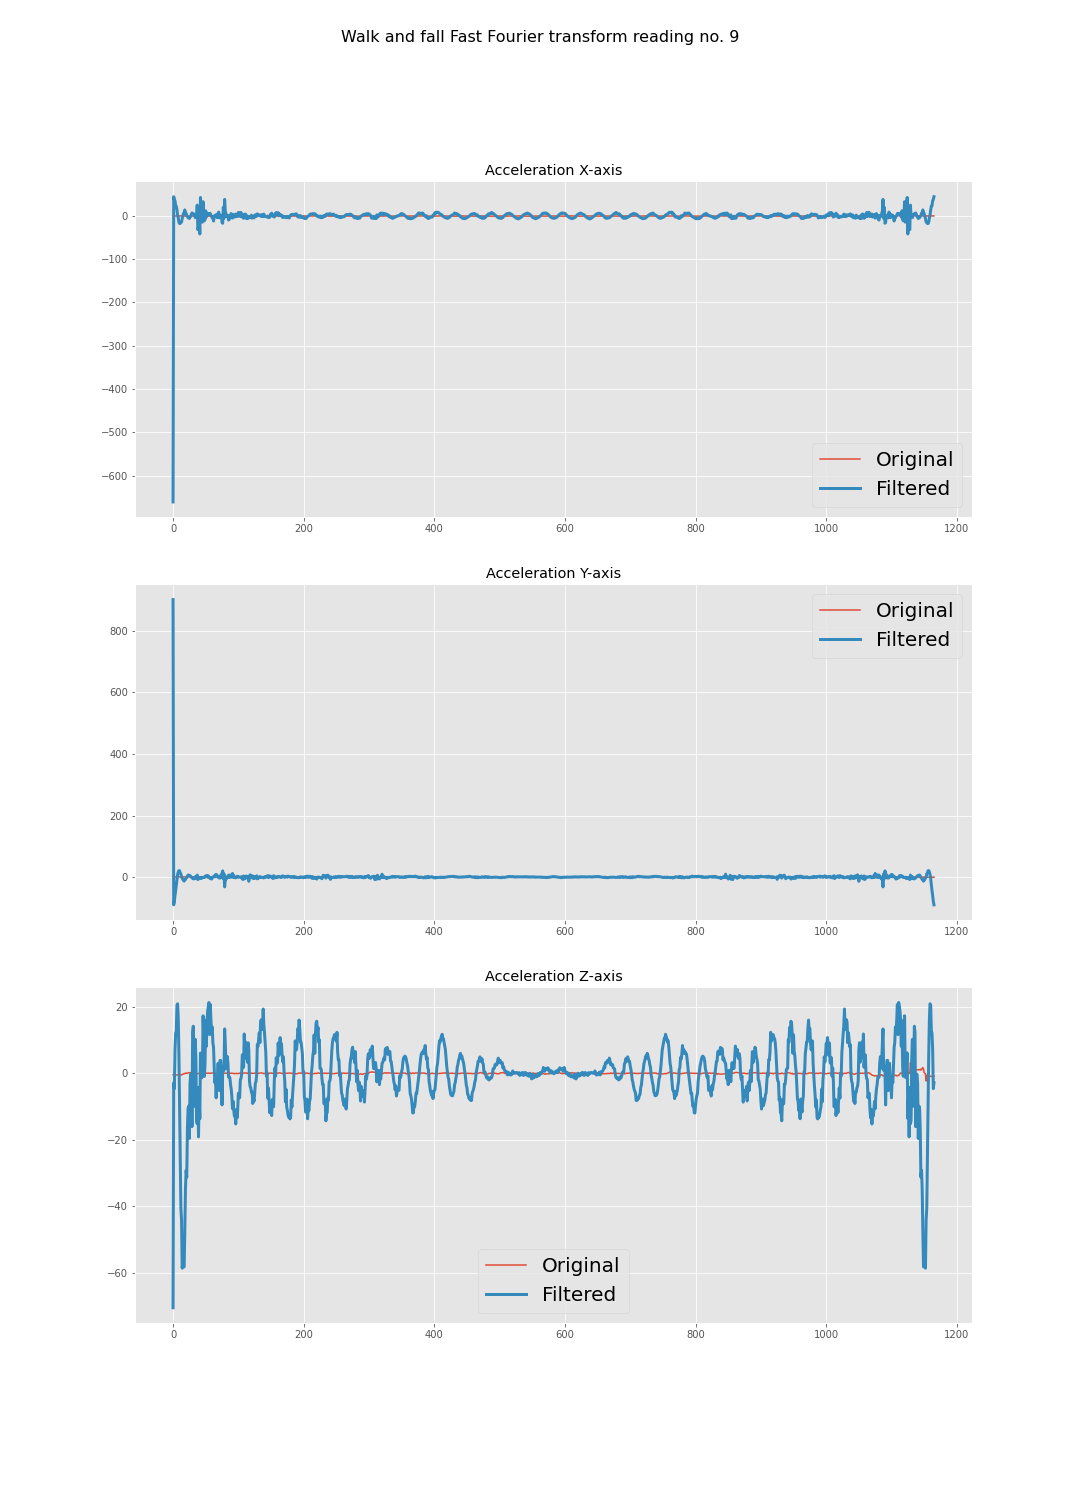 Walk and fall Fast Fourier transform reading no. 9
Acceleration X-axis
0
−100
−200
−300
−400
−500
−600
Original
Filtered
0 200 400 600 800 1000 1200
Acceleration Y-axis
Original
Filtered
800
600
400
200
0
0 200 400 600 800 1000 1200
Acceleration Z-axis
20
0
−20
−40
−60
Original
Filtered
0 200 400 600 800 1000 1200